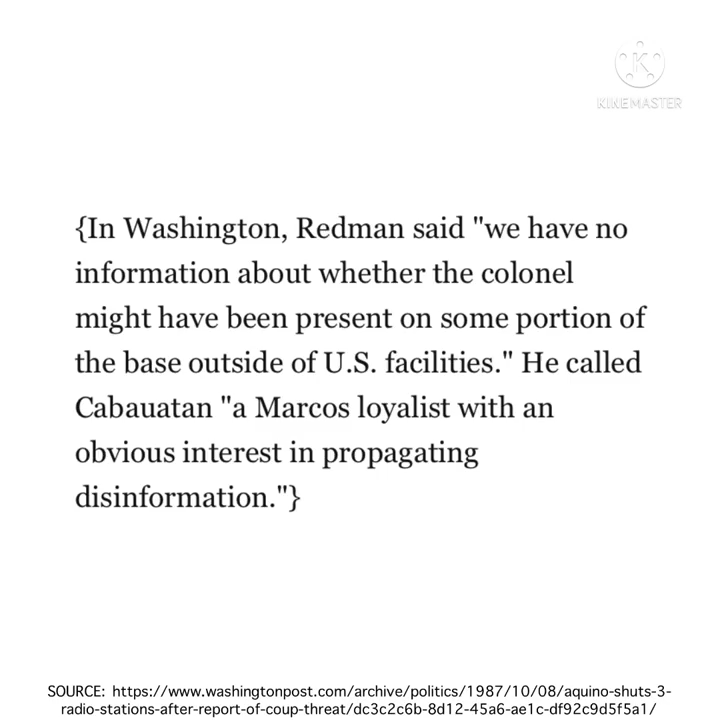 KINEMASTER
{In Washington, Redman said "we have no
information about whether the colonel
might have been present on some portion of
the base outside of U.S. facilities." He called
Cabauatan "a Marcos loyalist with an
obvious interest in propagating
disinformation."}
SOURCE: https://www.washingtonpost.com/archive/politics/1987/10/08/aquino-shuts-3-
radio-stations-after-report-of-coup-threat/dc3c2c6b-8d12-45a6-ae1c-df92c9d5f5a1/